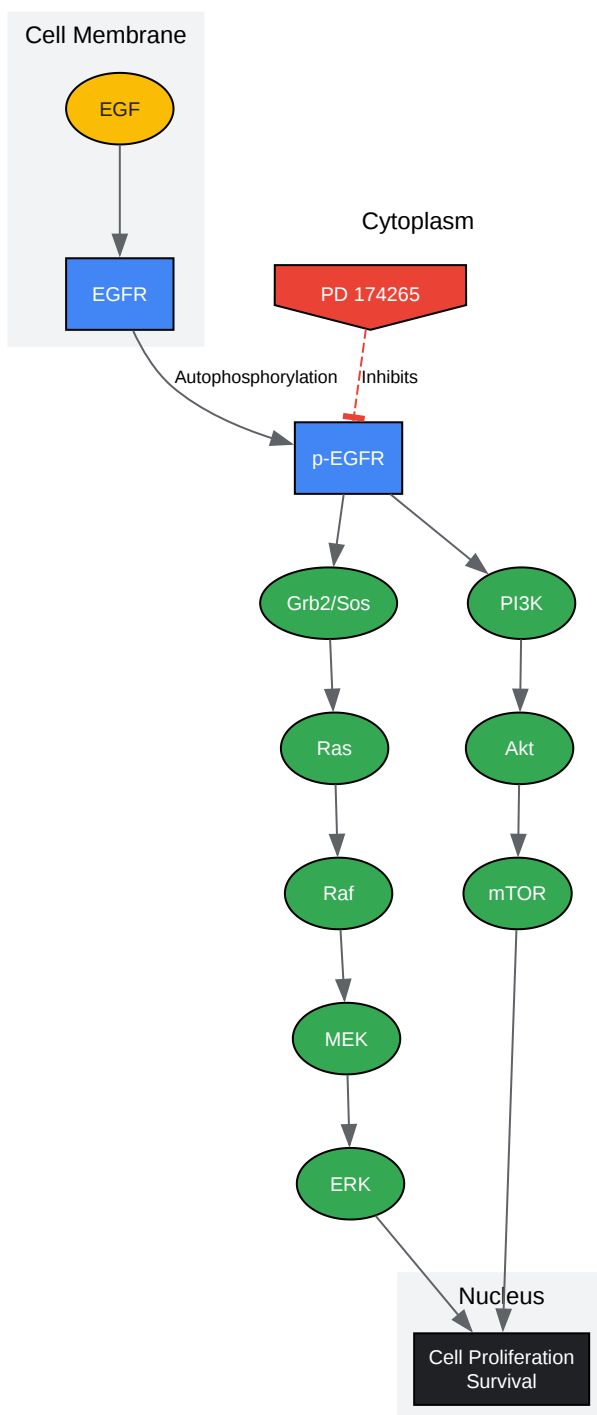 Cell Membrane
EGF
Cytoplasm
EGFR
PD 174265
Autophosphorylation
Inhibits
p-EGFR
Grb2/Sos
PI3K
Ras
Akt
Raf
mTOR
MEK
ERK
Nucleus
Cell Proliferation
Survival